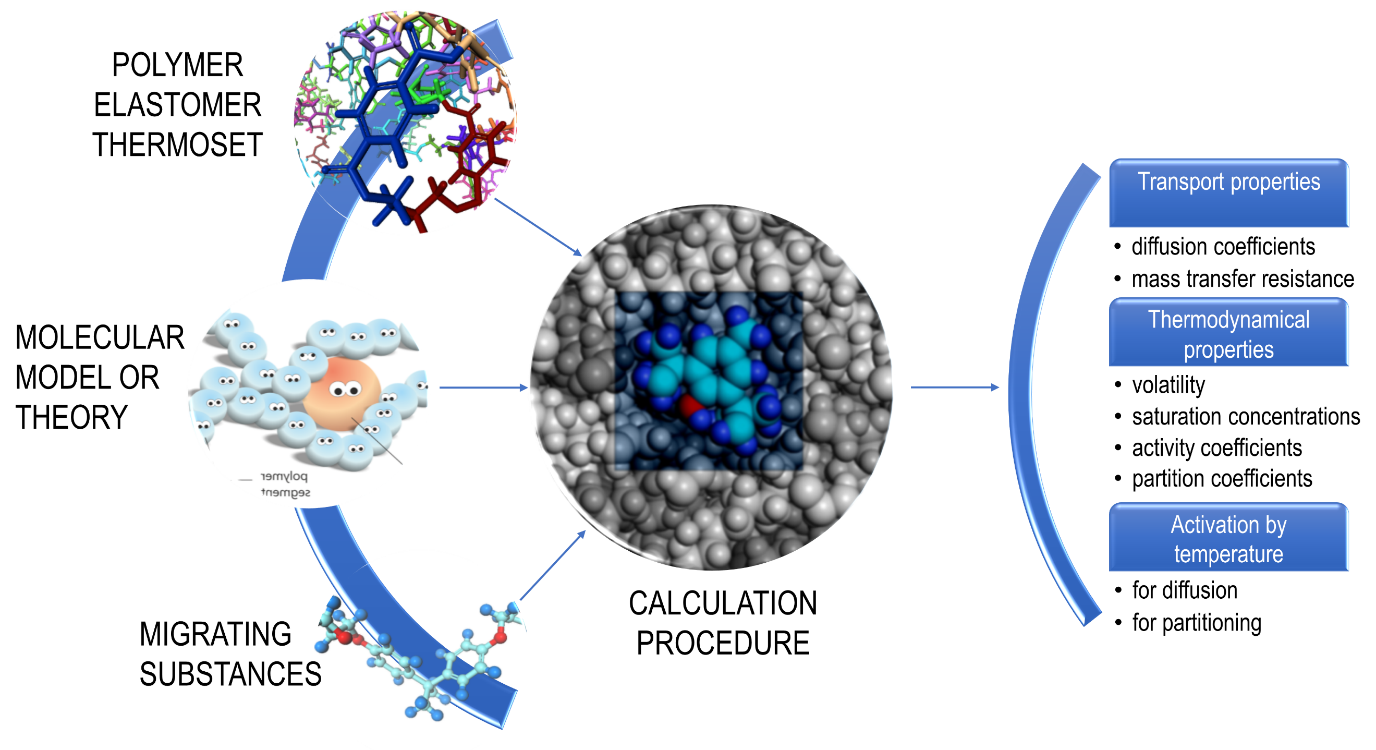 POLYMER
ELASTOMER
THERMOSET
MOLECULAR
MODEL OR
THEORY
polymer
segment
MIGRATING
SUBSTANCES
CALCULATION
PROCEDURE
Transport properties
• diffusion coefficients
• mass transfer resistance
Thermodynamical
properties
• volatility
• saturation concentrations
• activity coefficients
• partition coefficients
Activation by
temperature
• for diffusion
• for partitioning